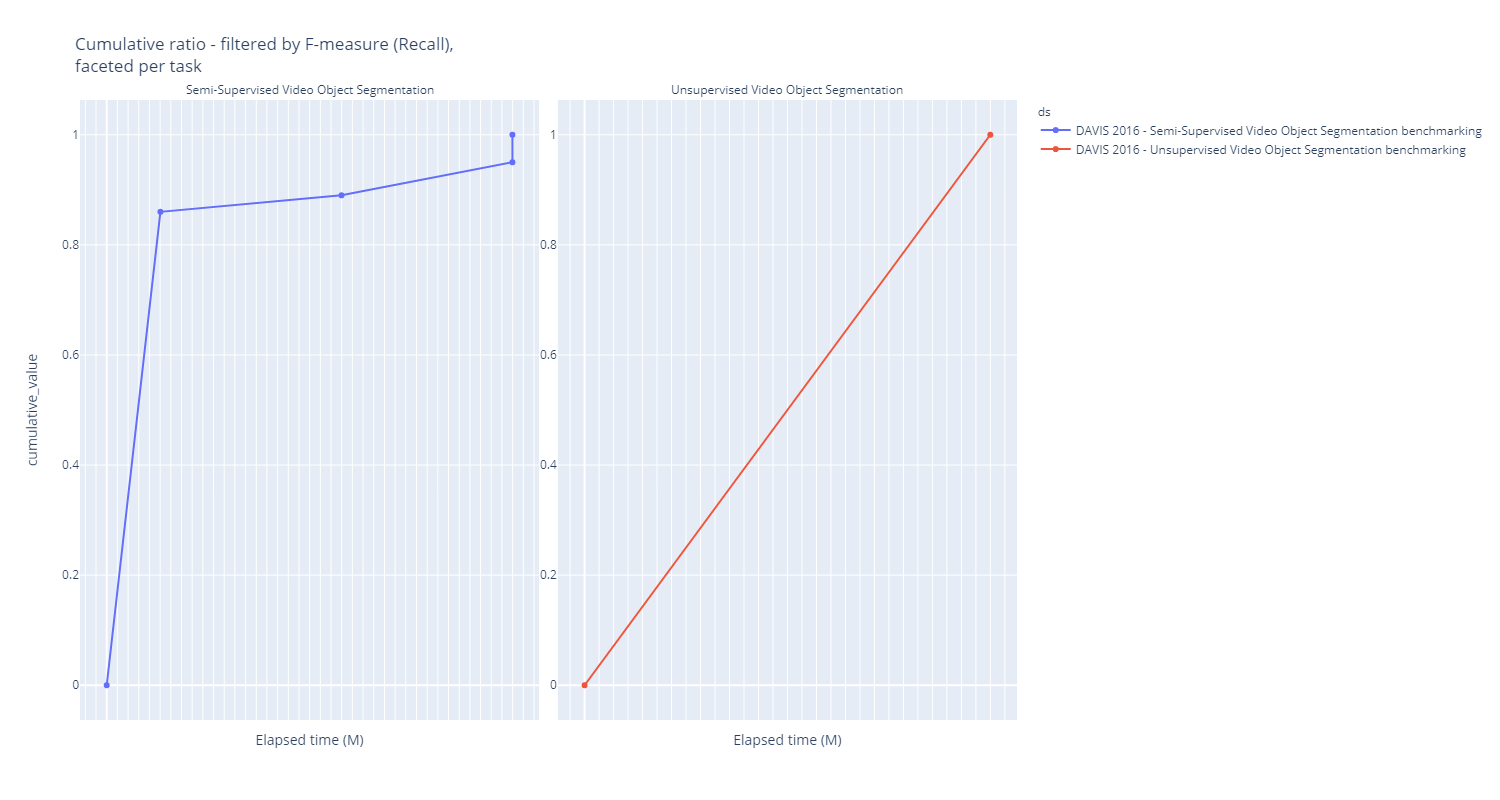 Cumulative ratio - filtered by F-measure (Recall),
faceted per task
Semi-Supervised Video Object Segmentation
Unsupervised Video Object Segmentation
ds
DAVIS 2016 - Semi-Supervised Video Object Segmentation benchmarking
DAVIS 2016 - Unsupervised Video Object Segmentation benchmarking
cumulative_value
1
0.8
0.6
0.4
0.2
0
1
0.8
0.6
0.4
0.2
0
Elapsed time (M)
Elapsed time (M)